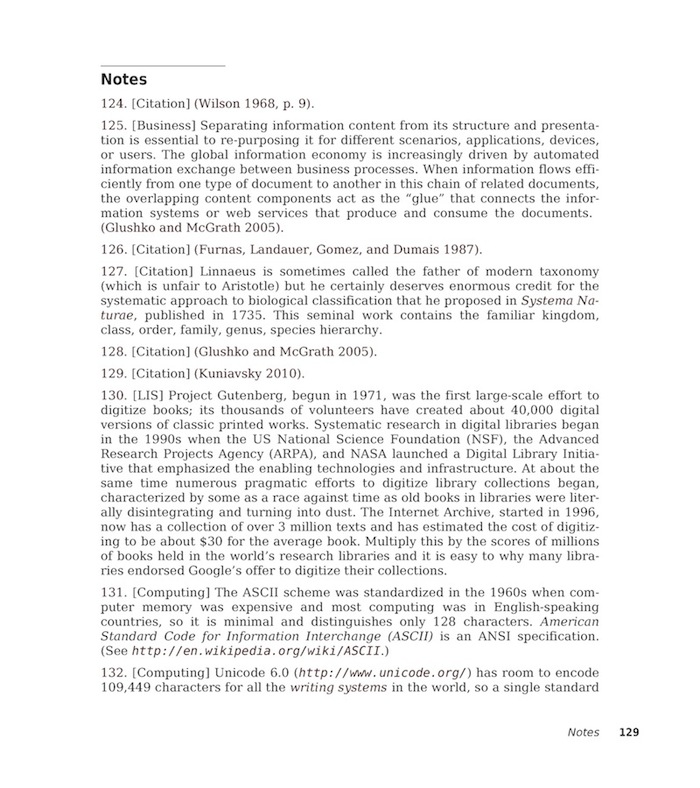 Notes
124. [Citation] (Wilson 1968, p. 9).
125. [Business] Separating information content from its structure and presenta-
tion is essential to re-purposing it for different scenarios, applications, devices,
or users. The global information economy is increasingly driven by automated
information exchange between business processes. When information flows effi-
ciently from one type of document to another in this chain of related documents,
the overlapping content components act as the “glue” that connects the infor-
mation systems or web services that produce and consume the documents.
(Glushko and McGrath 2005).
126. [Citation] (Furnas, Landauer, Gomez, and Dumais 1987).
127. [Citation] Linnaeus is sometimes called the father of modern taxonomy
(which is unfair to Aristotle) but he certainly deserves enormous credit for the
systematic approach to biological classification that he proposed in Systema Na-
turae, published in 1735. This seminal work contains the familiar kingdom,
class, order, family, genus, species hierarchy.
128. [Citation] (Glushko and McGrath 2005).
129. [Citation] (Kuniavsky 2010).
130. [LIS] Project Gutenberg, begun in 1971, was the first large-scale effort to
digitize books; its thousands of volunteers have created about 40,000 digital
versions of classic printed works. Systematic research in digital libraries began
in the 1990s when the US National Science Foundation (NSF), the Advanced
Research Projects Agency (ARPA), and NASA launched a Digital Library Initia-
tive that emphasized the enabling technologies and infrastructure. At about the
same time numerous pragmatic efforts to digitize library collections began,
characterized by some as a race against time as old books in libraries were liter-
ally disintegrating and turning into dust. The Internet Archive, started in 1996,
now has a collection of over 3 million texts and has estimated the cost of digitiz-
ing to be about $30 for the average book. Multiply this by the scores of millions
of books held in the world’s research libraries and it is easy to why many libra-
ries endorsed Google’s offer to digitize their collections.
131. [Computing] The ASCII scheme was standardized in the 1960s when com-
puter memory was expensive and most computing was in English-speaking
countries, so it is minimal and distinguishes only 128 characters. American
Standard Code for Information Interchange (ASCII) is an ANSI specification.
(See http://en.wikipedia.org/wiki/ASCII.)
132. [Computing] Unicode 6.0 (http://www.unicode.org/) has room to encode
109,449 characters for all the writing systems in the world, so a single standard
Notes 129